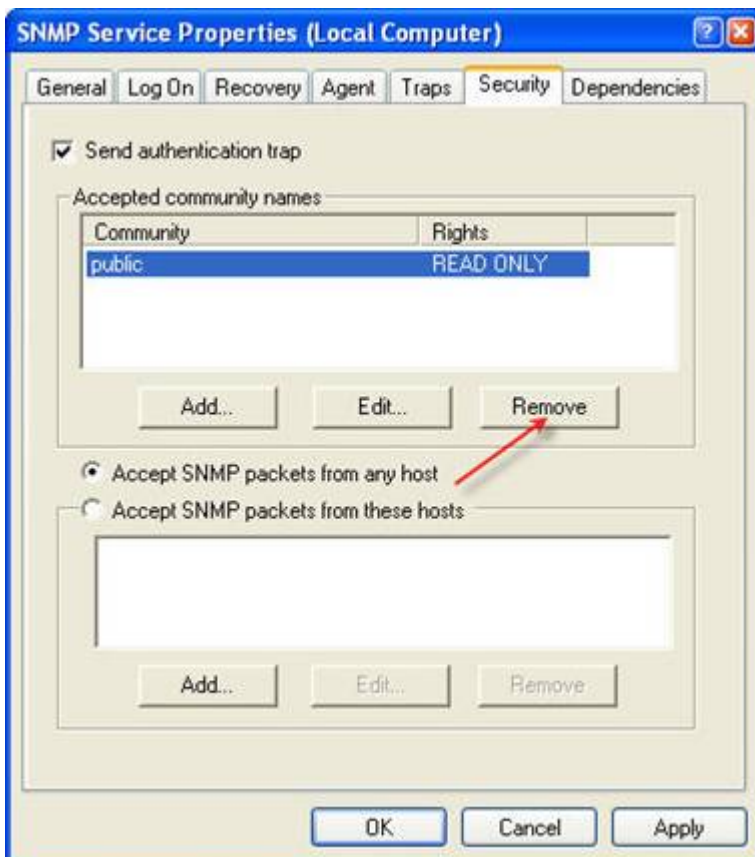 SNMP Service Properties (Local Computer)
General Log On Recovery Agent Traps Security Dependencies
Send authentication trap
Accepted community names
Community Rights
public READ ONLY
Add... Edit... Remove
Accept SNMP packets from any host
Accept SNMP packets from these hosts
Add... Edit... Remove
OK Cancel Apply